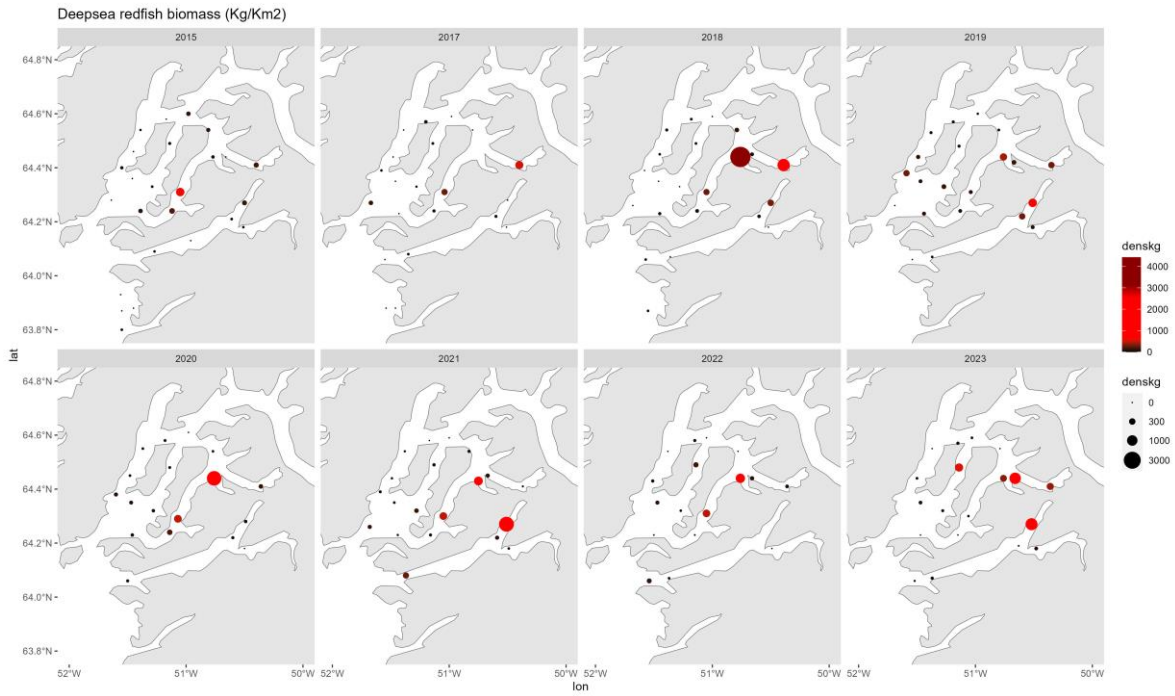 Deepsea redfish biomass (Kg/Km2)
2015 2017 2018 2019
64.8°N
64.6°N
64.4°N
64.2°N
64.0°N
63.8°N
2020 2021 2022 2023
64.8°N
64.6°N
64.4°N
64.2°N
64.0°N
63.8°N
lat
52°W 51°W 50°W 52°W 51°W 50°W 52°W 51°W 50°W 52°W 51°W 50°W
lon
denskg
4000
3000
2000
1000
0
denskg
0
300
1000
3000